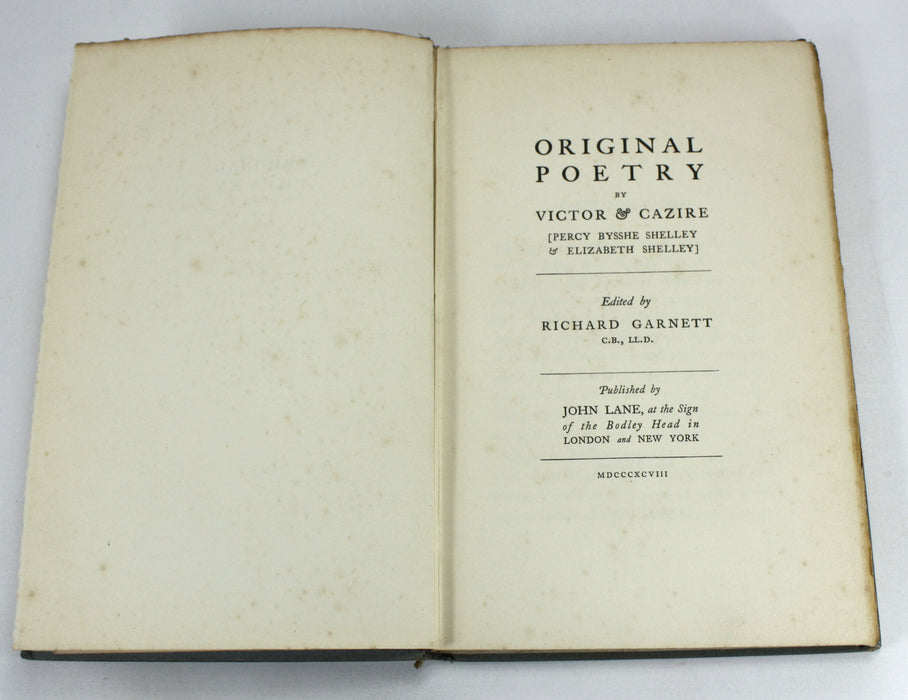 ORIGINAL
POETRY
BY
VICTOR & CAZIRE
[PERCY BYSSHE SHELLEY
& ELIZABETH SHELLEY]
Edited by
RICHARD GARNETT
C.B., LL.D.
Published by
JOHN LANE, at the Sign
of the Bodley Head in
LONDON and NEW YORK
MDCCCXCVIII